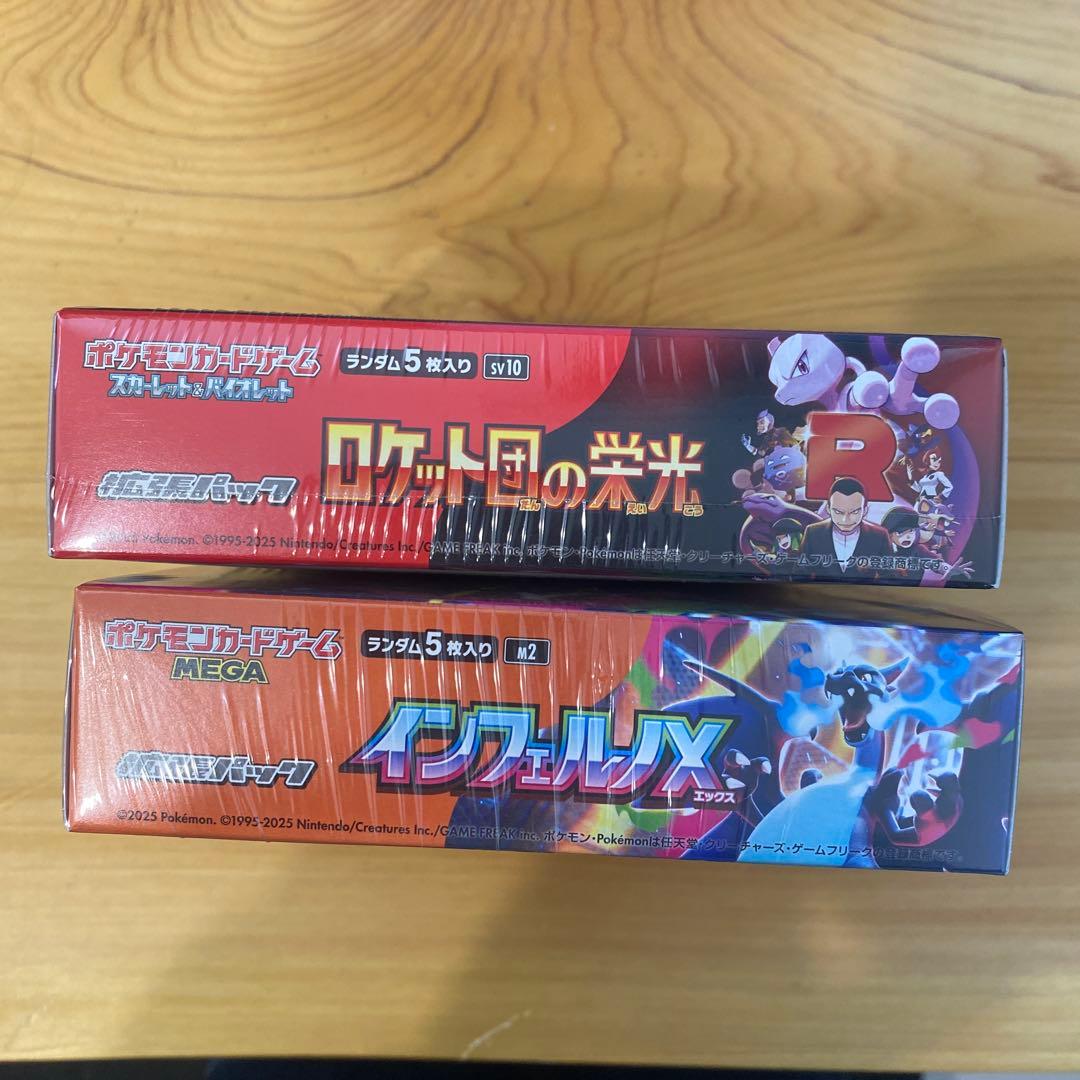 ポケモンカードゲーム
スカーレット&バイオレット
ランダム5枚入り SV10
ロケット団の栄光
だん えいこう
拡張パック
R
©2025 Pokémon. ©1995-2025 Nintendo/Creatures Inc./GAME FREAK inc. ポケモン・Pokémonは任天堂・クリーチャーズ・ゲームフリークの登録商標です。
ポケモンカードゲーム
MEGA
ランダム5枚入り M2
インフェルノX
エックス
拡張パック
©2025 Pokémon. ©1995-2025 Nintendo/Creatures Inc./GAME FREAK inc. ポケモン・Pokémonは任天堂・クリーチャーズ・ゲームフリークの登録商標です。